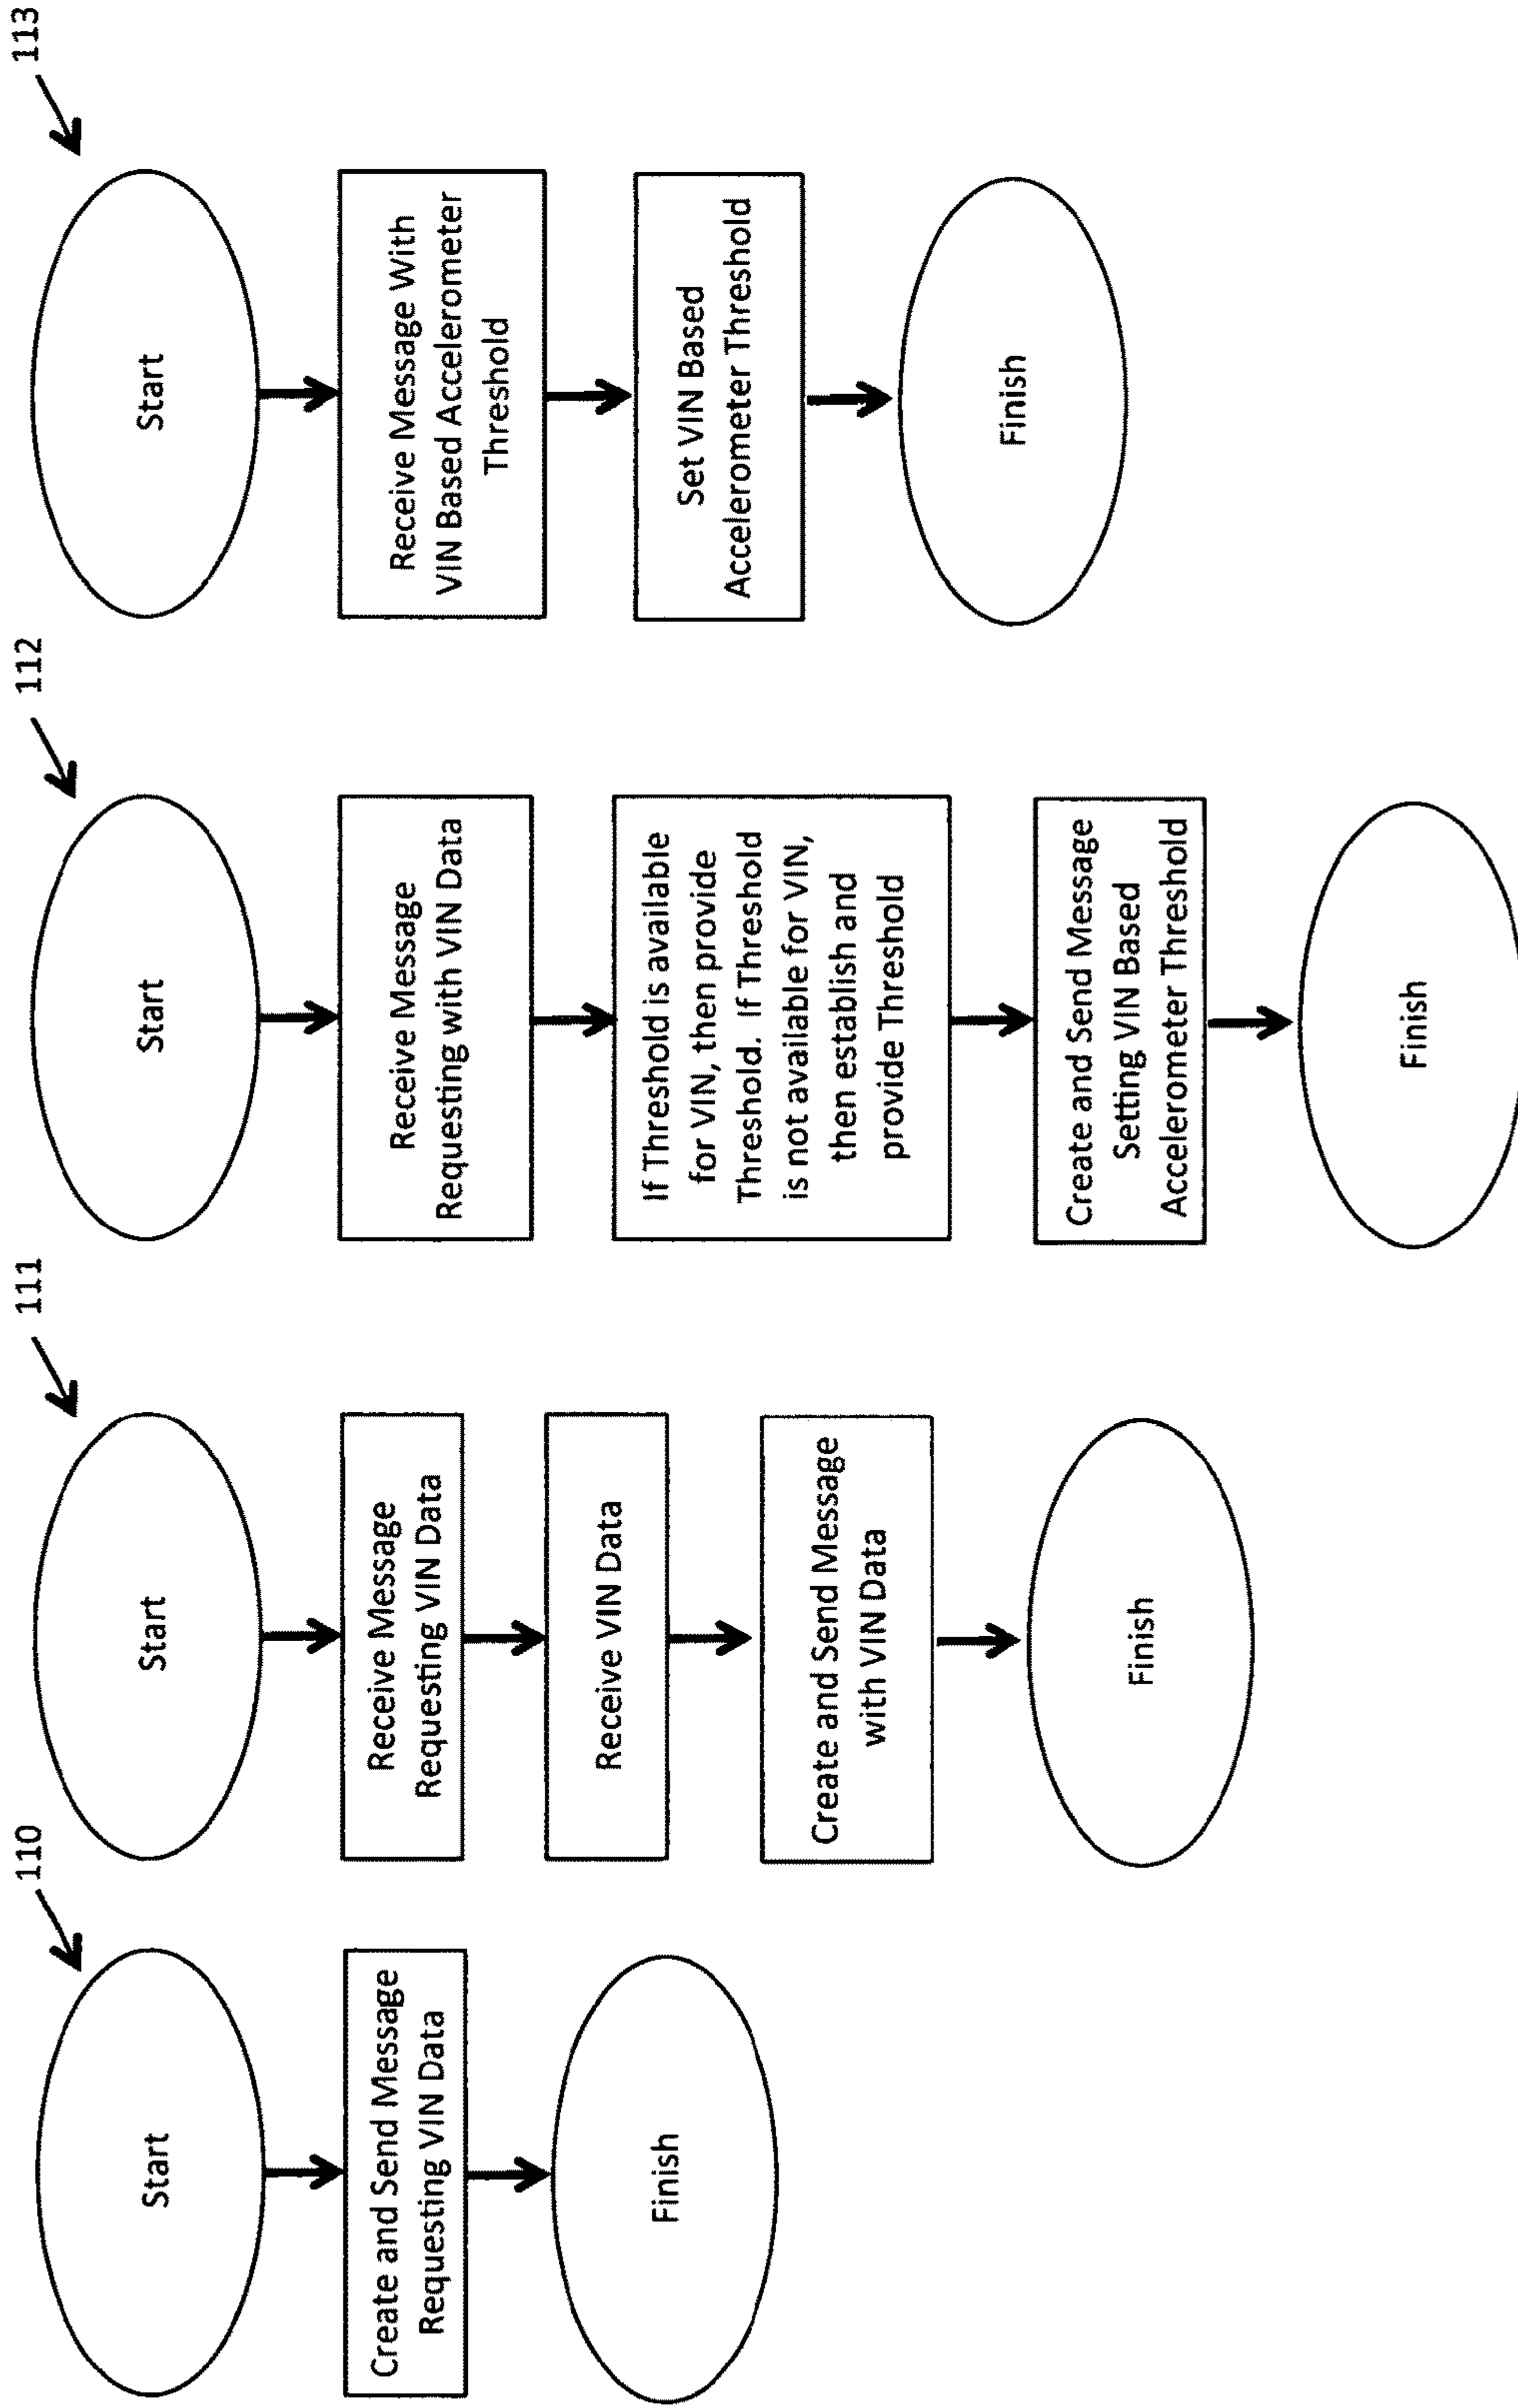 110
Start
Create and Send Message
Requesting VIN Data
Finish
111
Start
Receive Message
Requesting VIN Data
Receive VIN Data
Create and Send Message
with VIN Data
Finish
112
Start
Receive Message
Requesting with VIN Data
If Threshold is available
for VIN, then provide
Threshold. If Threshold
is not available for VIN,
then establish and
provide Threshold
Create and Send Message
Setting VIN Based
Accelerometer Threshold
Finish
113
Start
Receive Message With
VIN Based Accelerometer
Threshold
Set VIN Based
Accelerometer Threshold
Finish